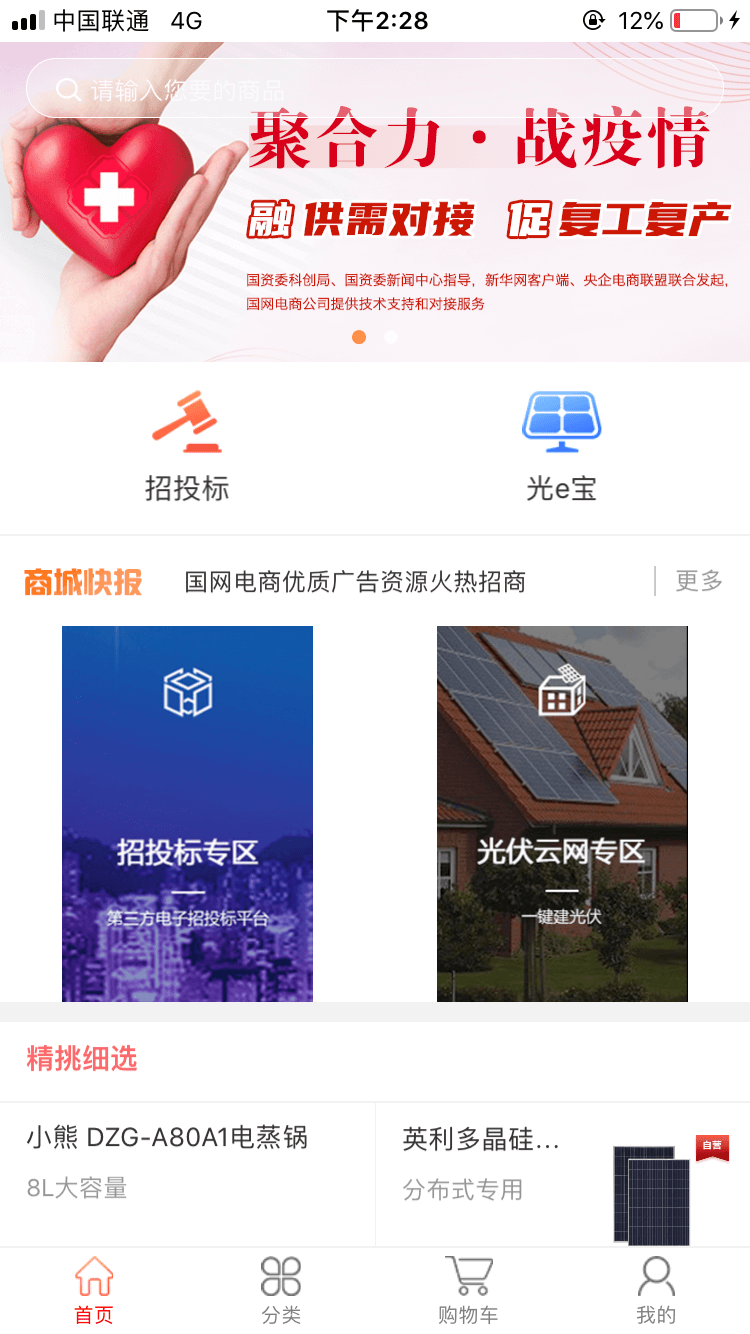 中国联通 4G 下午2:28 12%
请输入您要的商品
聚合力·战疫情
融 供需对接 促 复工复产
国资委科创局、国资委新闻中心指导，新华网客户端、央企电商联盟联合发起，
国网电商公司提供技术支持和对接服务
招投标 光e宝
商城快报 国网电商优质广告资源火热招商 更多
招投标专区
第三方电子招投标平台
光伏云网专区
一键建光伏
精挑细选
小熊 DZG-A80A1电蒸锅
8L大容量
英利多晶硅...
分布式专用
自营
首页 分类 购物车 我的